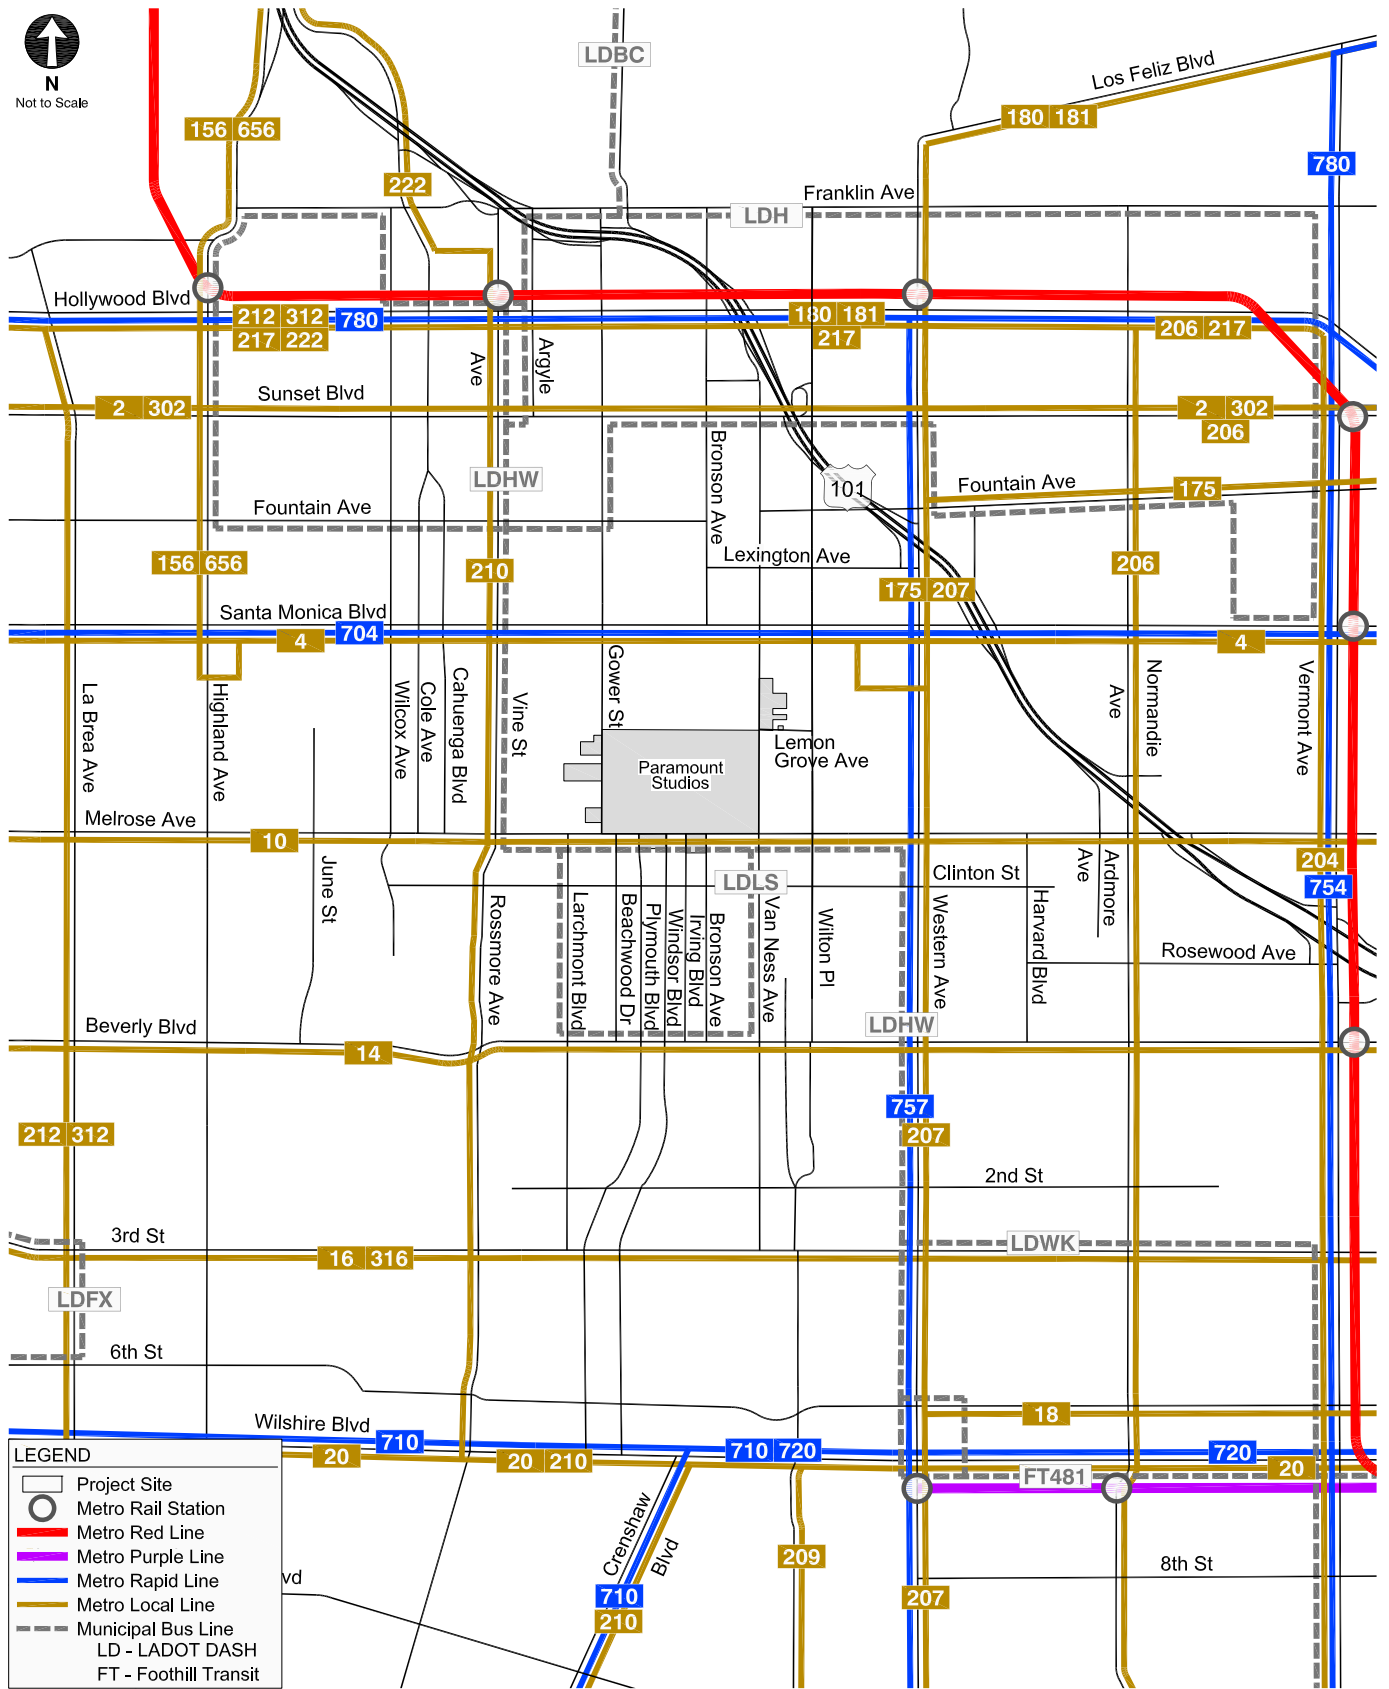 N
Not to Scale
LDBC
Los Feliz Blvd
180 181
156 656
780
222
Franklin Ave
LDH
Hollywood Blvd
212 312
780
217 222
180 181
217
206 217
Ave
Argyle
Sunset Blvd
2 302
2 302
206
Bronson Ave
LDHW
101
Fountain Ave
175
Fountain Ave
Lexington Ave
156 656
210
206
175 207
Santa Monica Blvd
4
704
4
La Brea Ave
Highland Ave
Wilcox Ave
Cole Ave
Cahuenga Blvd
Vine St
Gower St
Lemon
Grove Ave
Paramount
Studios
Normandie
Ave
Vermont Ave
Melrose Ave
10
June St
Rossmore Ave
Larchmont Blvd
Beachwood Dr
Plymouth Blvd
Windsor Blvd
Irving Blvd
Bronson Ave
LDLS
Van Ness Ave
Wilton Pl
Clinton St
Western Ave
Harvard Blvd
Ardmore
Ave
204
754
Rosewood Ave
Beverly Blvd
14
LDHW
757
207
212 312
2nd St
3rd St
16 316
LDWK
LDFX
6th St
18
Wilshire Blvd
710
20
20 210
710 720
720
20
FT481
Crenshaw
Blvd
209
8th St
710
210
207
vd
LEGEND
Project Site
Metro Rail Station
Metro Red Line
Metro Purple Line
Metro Rapid Line
Metro Local Line
Municipal Bus Line
LD - LADOT DASH
FT - Foothill Transit